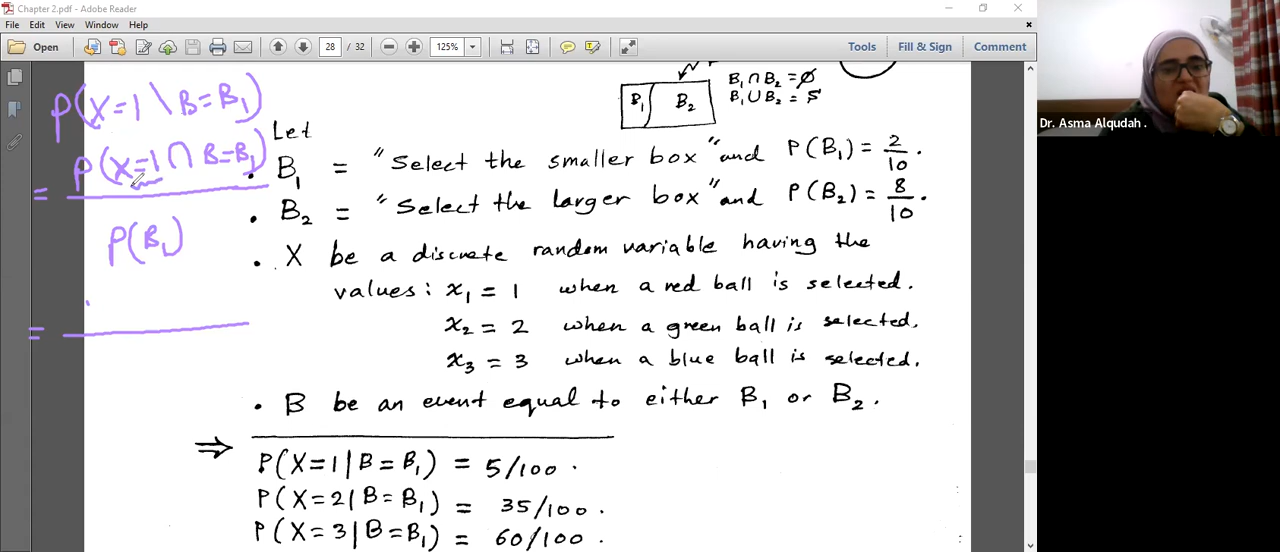 Chapter 2.pdf - Adobe Reader
File Edit View Window Help
Open 28 / 32 125% Tools Fill & Sign Comment
P(X=1 \ B=B₁)
= P(X=1 ∩ B=B₁)
P(B₁)
=
B₁ B₂
B₁ ∩ B₂ = ∅
B₁ ∪ B₂ = S
Let
• B₁ = "Select the smaller box" and P(B₁) = 2/10 .
• B₂ = "Select the larger box" and P(B₂) = 8/10 .
• X be a discrete random variable having the
values: x₁ = 1 when a red ball is selected.
x₂ = 2 when a green ball is selected.
x₃ = 3 when a blue ball is selected.
• B be an event equal to either B₁ or B₂ .
⇒ P(X=1|B=B₁) = 5/100 .
P(X=2|B=B₁) = 35/100 .
P(X=3|B=B₁) = 60/100 .
Dr. Asma Alqudah .